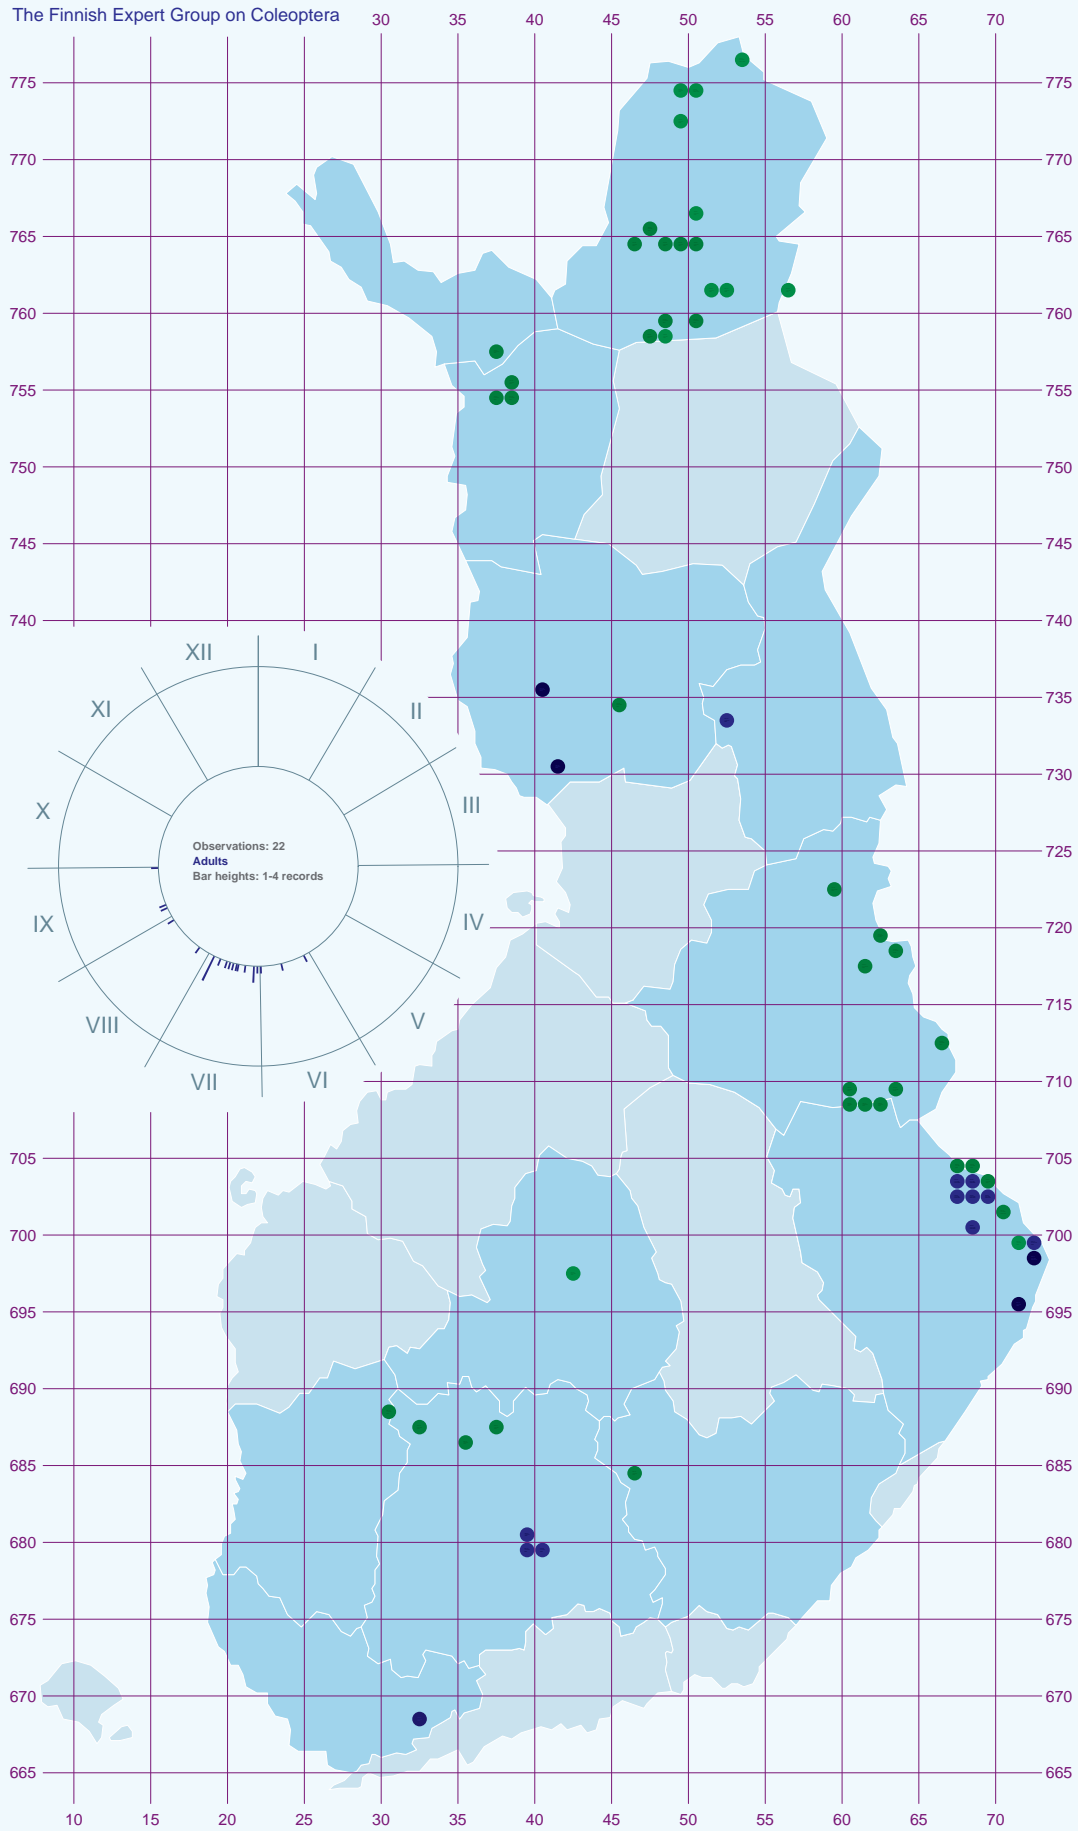 The Finnish Expert Group on Coleoptera
30 35 40 45 50 55 60 65 70
775 775
770 770
765 765
760 760
755 755
750 750
745 745
740 740
XII I
735
XI II
730
X III
Observations: 22
Adults
Bar heights: 1-4 records
725
IX IV
720
VIII V
715
VII VI
710
705 705
700 700
695 695
690 690
685 685
680 680
675 675
670 670
665 665
10 15 20 25 30 35 40 45 50 55 60 65 70